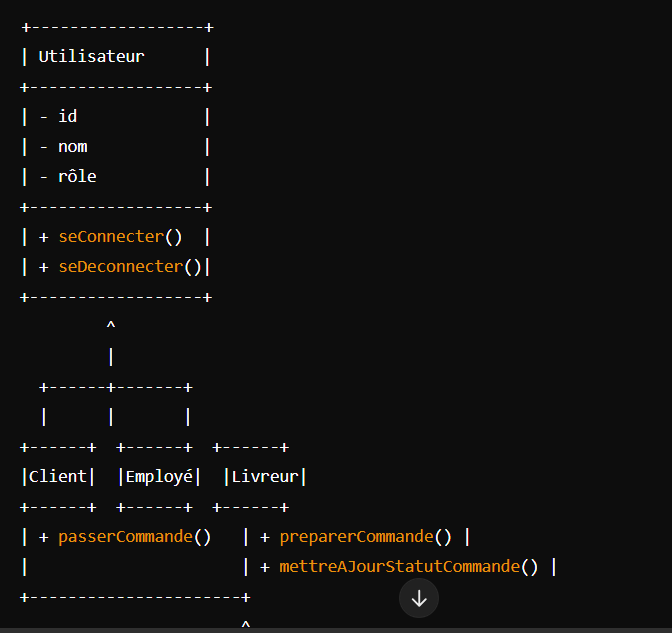 +------------------+
| Utilisateur      |
+------------------+
| - id             |
| - nom            |
| - rôle           |
+------------------+
| + seConnecter()  |
| + seDeconnecter()|
+------------------+
         ^
         |
  +------+-------+
  |      |       |
+------+  +------+  +------+
|Client|  |Employé|  |Livreur|
+------+  +------+  +------+
| + passerCommande()   | + preparerCommande() |
|                      | + mettreAJourStatutCommande() |
+----------------------+
                       ^